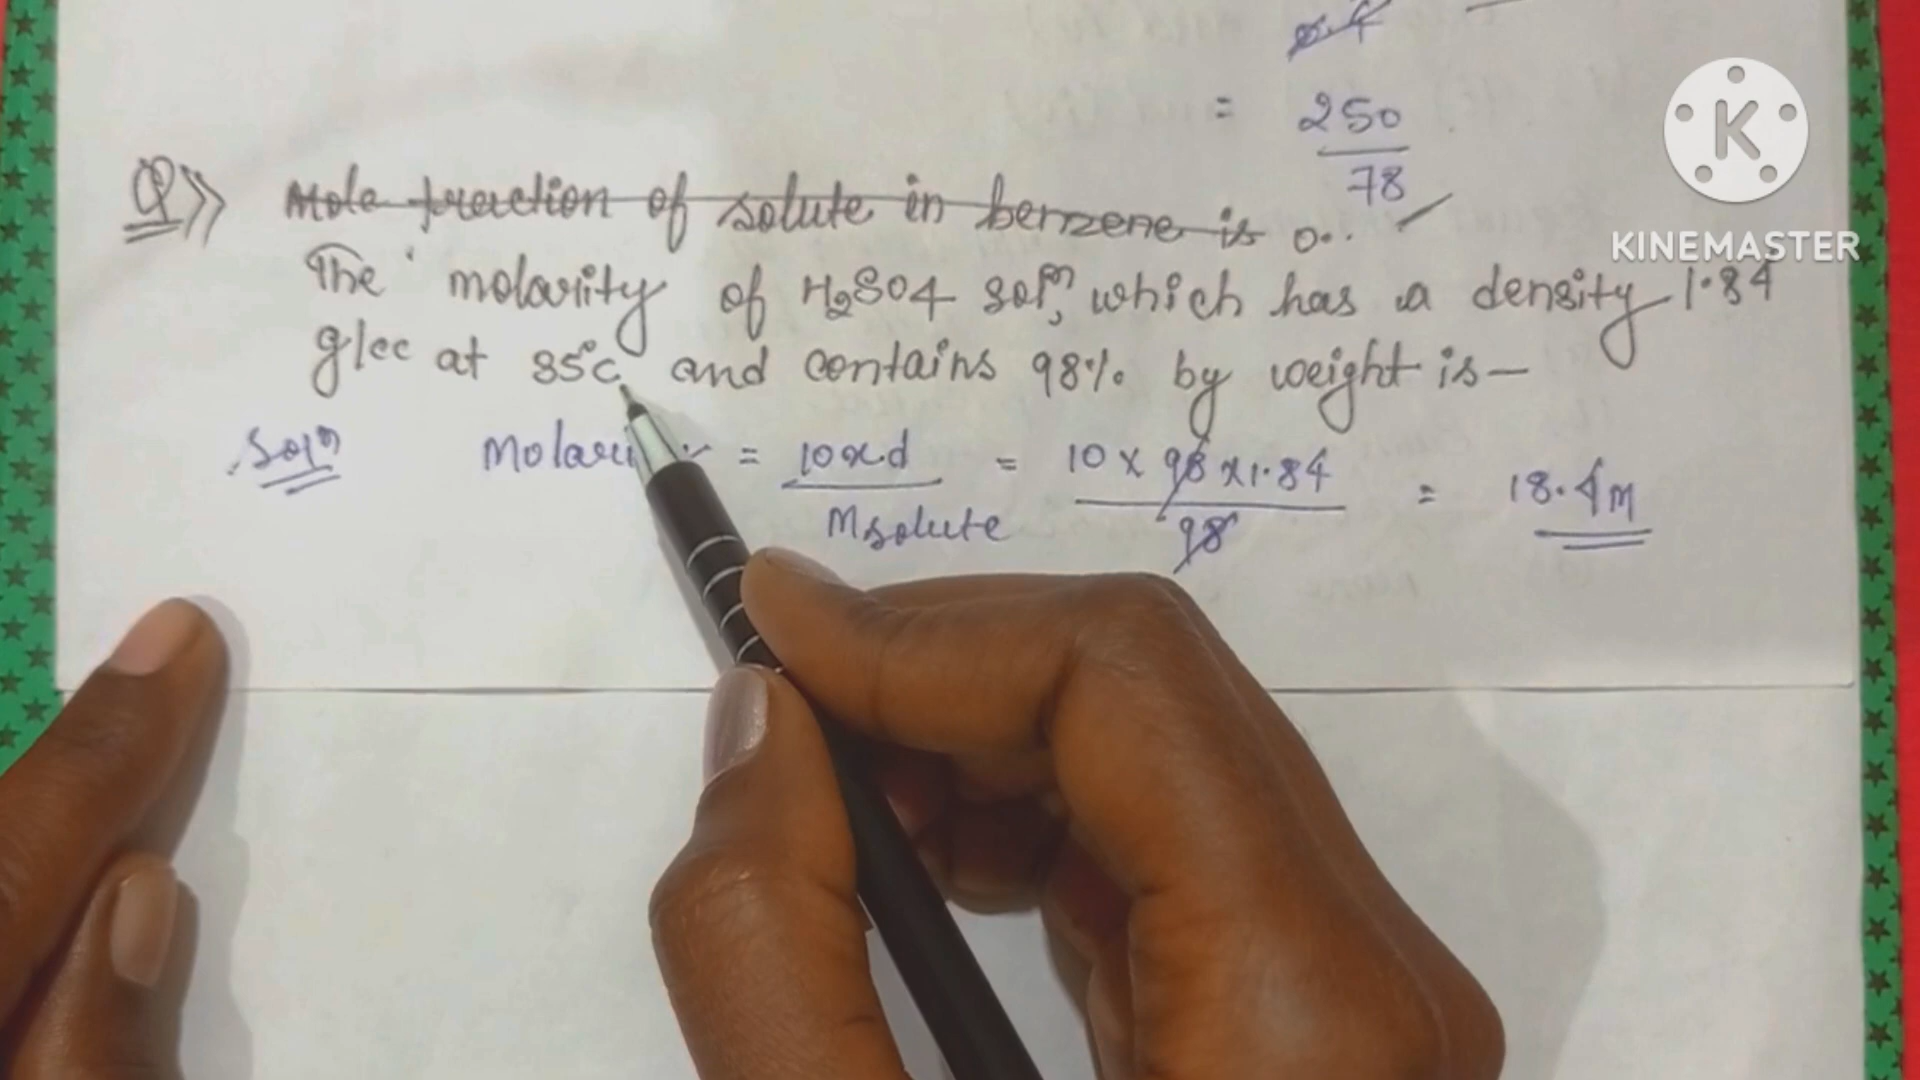 = 250
78
KINEMASTER
Q>> Mole fraction of solute in benzene is 0..
The molarity of H2SO4 solⁿ, which has a density 1.84
g/cc at 35°C and contains 98% by weight is—
Solⁿ Molari = 10xd / Msolute = 10 x 98 x 1.84 / 98 = 18.4M